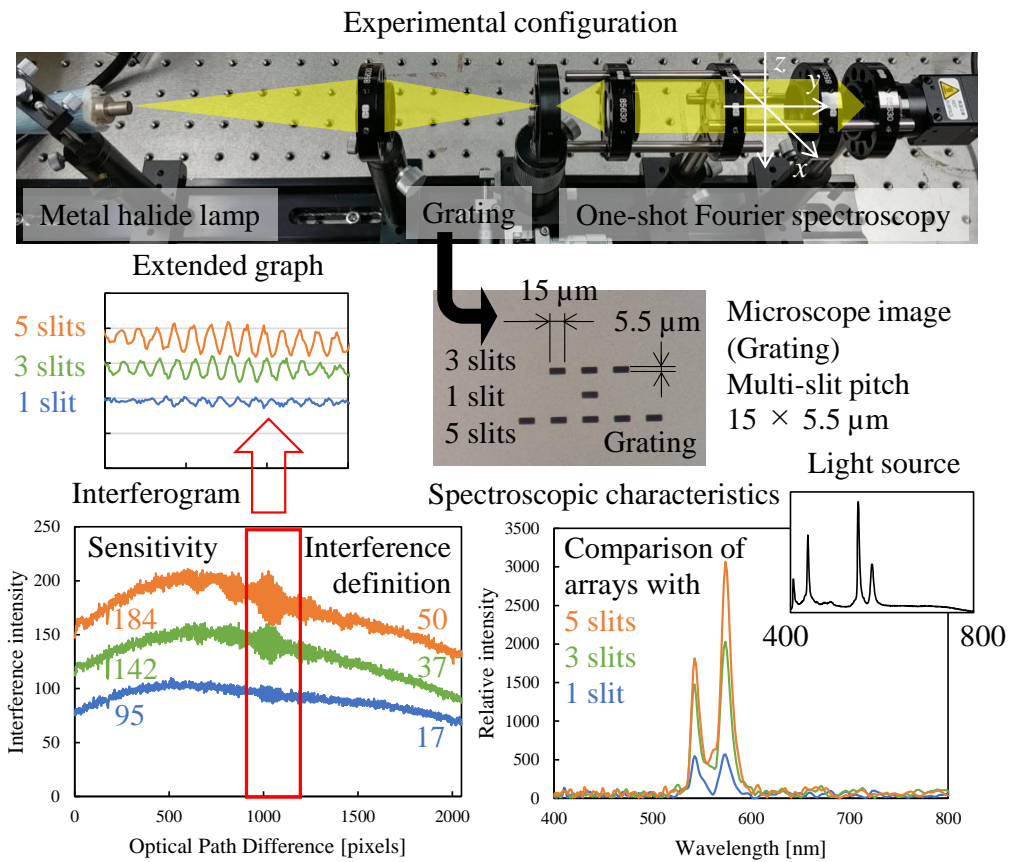 Experimental configuration
z
y
x
85630
Metal halide lamp
Grating
One-shot Fourier spectroscopy
Extended graph
5 slits
3 slits
1 slit
15 µm
5.5 µm
3 slits
1 slit
5 slits
Grating
Microscope image
(Grating)
Multi-slit pitch
15 × 5.5 µm
Light source
400
800
Interferogram
Sensitivity
Interference
definition
184
142
95
50
37
17
Interference intensity
250
200
150
100
50
0
0
500
1000
1500
2000
Optical Path Difference [pixels]
Spectroscopic characteristics
Comparison of
arrays with
5 slits
3 slits
1 slit
Relative intensity
3500
3000
2500
2000
1500
1000
500
0
400
500
600
700
800
Wavelength [nm]